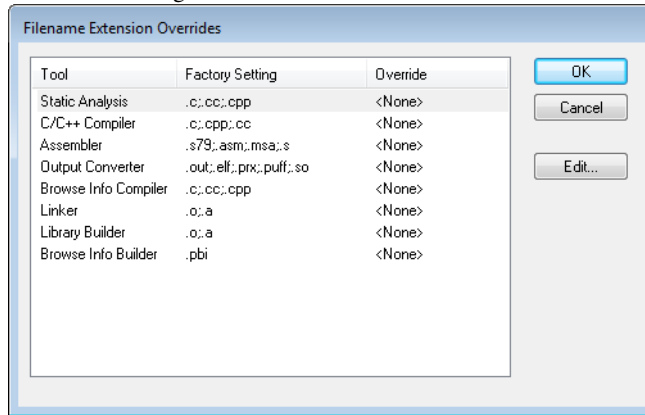 Filename Extension Overrides
Tool Factory Setting Override
OK
Static Analysis .c;.cc;.cpp <None>
Cancel
C/C++ Compiler .c;.cpp;.cc <None>
Assembler .s79;.asm;.msa;.s <None>
Output Converter .out;.elf;.prx;.puff;.so <None>
Edit...
Browse Info Compiler .c;.cc;.cpp <None>
Linker .o;.a <None>
Library Builder .o;.a <None>
Browse Info Builder .pbi <None>